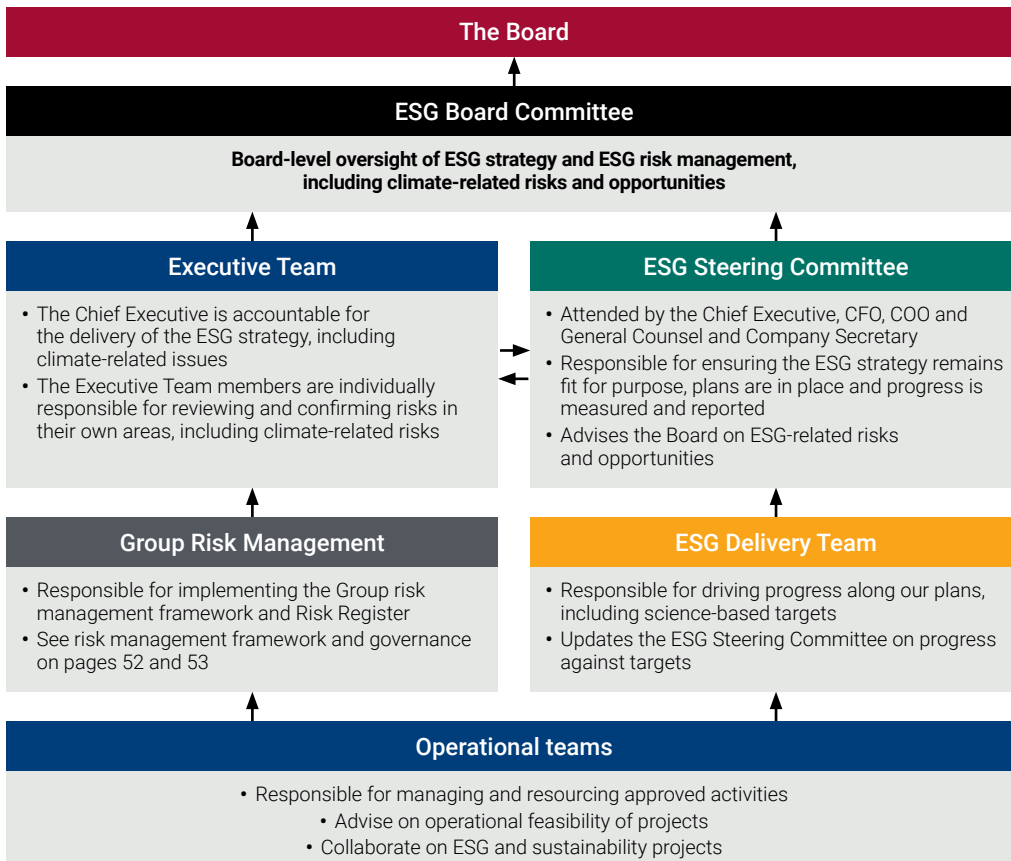 The Board
ESG Board Committee
Board-level oversight of ESG strategy and ESG risk management,
including climate-related risks and opportunities
Executive Team
• The Chief Executive is accountable for
the delivery of the ESG strategy, including
climate-related issues
• The Executive Team members are individually
responsible for reviewing and confirming risks in
their own areas, including climate-related risks
ESG Steering Committee
• Attended by the Chief Executive, CFO, COO and
General Counsel and Company Secretary
• Responsible for ensuring the ESG strategy remains
fit for purpose, plans are in place and progress is
measured and reported
• Advises the Board on ESG-related risks
and opportunities
Group Risk Management
• Responsible for implementing the Group risk
management framework and Risk Register
• See risk management framework and governance
on pages 52 and 53
ESG Delivery Team
• Responsible for driving progress along our plans,
including science-based targets
• Updates the ESG Steering Committee on progress
against targets
Operational teams
• Responsible for managing and resourcing approved activities
• Advise on operational feasibility of projects
• Collaborate on ESG and sustainability projects